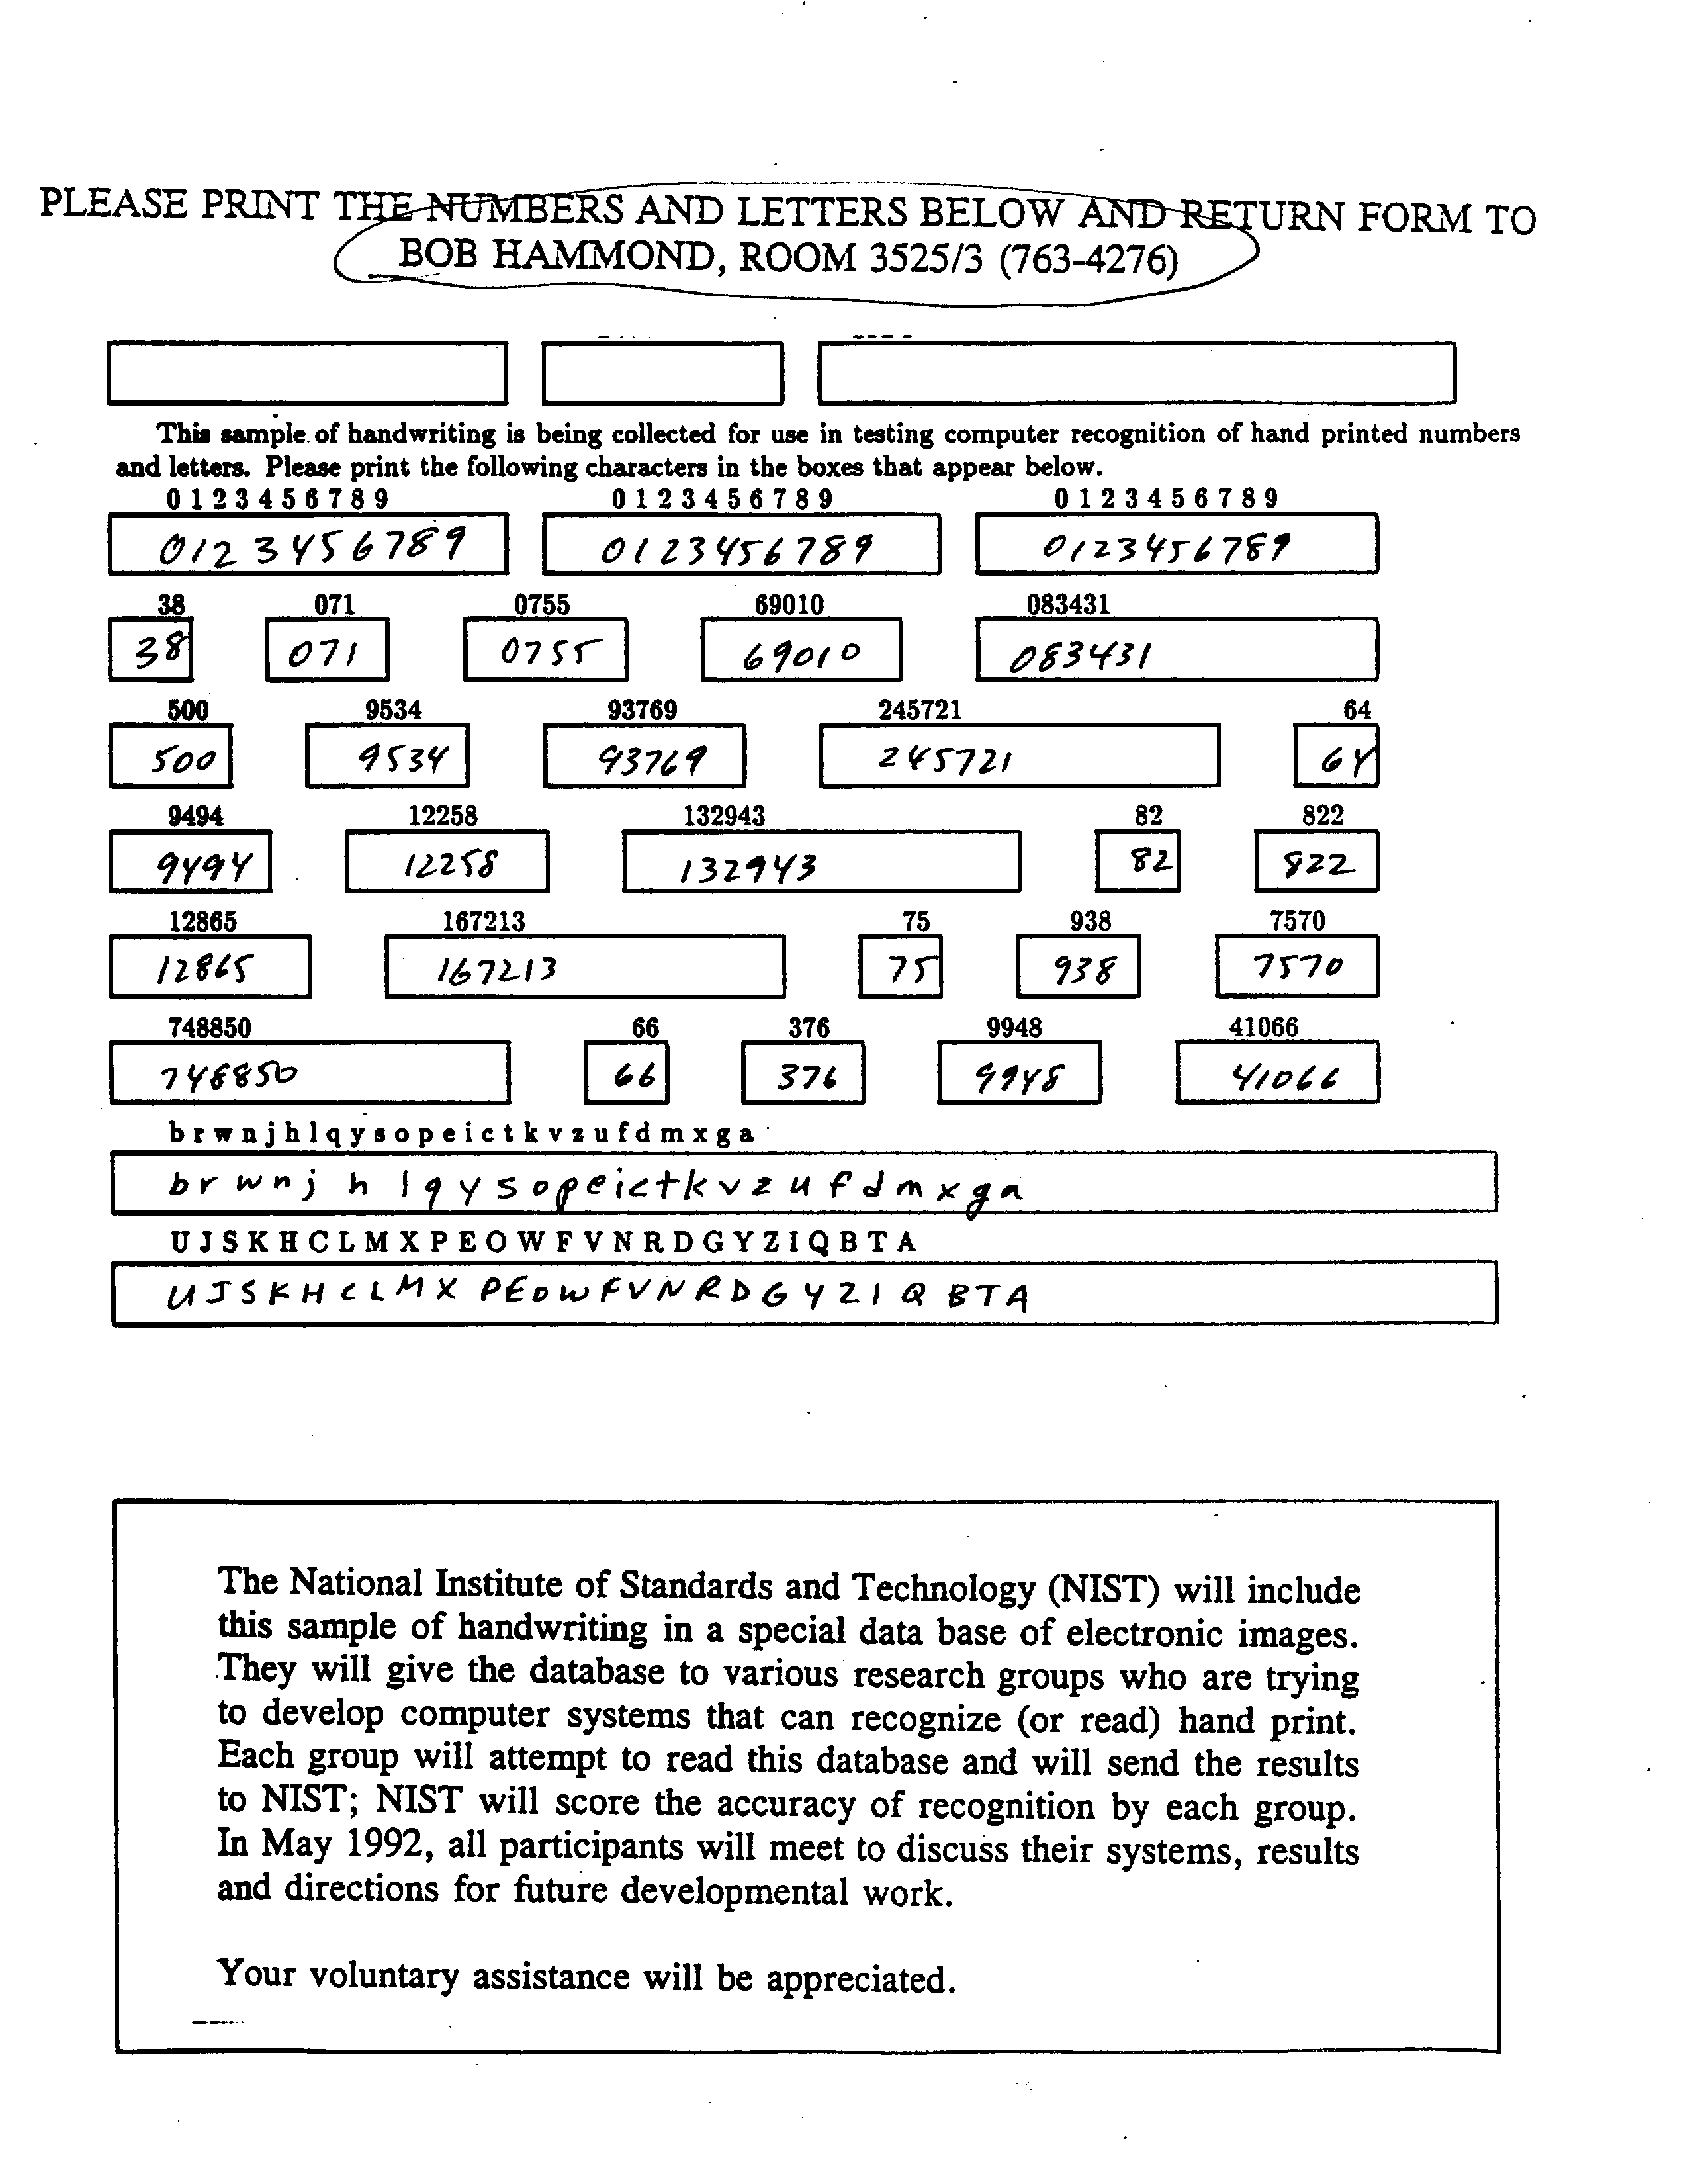 PLEASE PRINT THE NUMBERS AND LETTERS BELOW AND RETURN FORM TO
BOB HAMMOND, ROOM 3525/3 (763-4276)
This sample of handwriting is being collected for use in testing computer recognition of hand printed numbers
and letters. Please print the following characters in the boxes that appear below.
0 1 2 3 4 5 6 7 8 9 0 1 2 3 4 5 6 7 8 9 0 1 2 3 4 5 6 7 8 9
0123456789 0123456789 0123456789
38 071 0755 69010 083431
38 071 0755 69010 083431
500 9534 93769 245721 64
500 9534 93769 245721 64
9494 12258 132943 82 822
9494 12258 132943 82 822
12865 167213 75 938 7570
12865 167213 75 938 7570
748850 66 376 9948 41066
748850 66 376 9948 41066
b r w n j h l q y s o p e i c t k v z u f d m x g a
b r w n j h l q y s o p e i c t k v z u f d m x g a
U J S K H C L M X P E O W F V N R D G Y Z I Q B T A
U J S K H C L M X P E O W F V N R D G Y Z I Q B T A
The National Institute of Standards and Technology (NIST) will include
this sample of handwriting in a special data base of electronic images.
They will give the database to various research groups who are trying
to develop computer systems that can recognize (or read) hand print.
Each group will attempt to read this database and will send the results
to NIST; NIST will score the accuracy of recognition by each group.
In May 1992, all participants will meet to discuss their systems, results
and directions for future developmental work.
Your voluntary assistance will be appreciated.